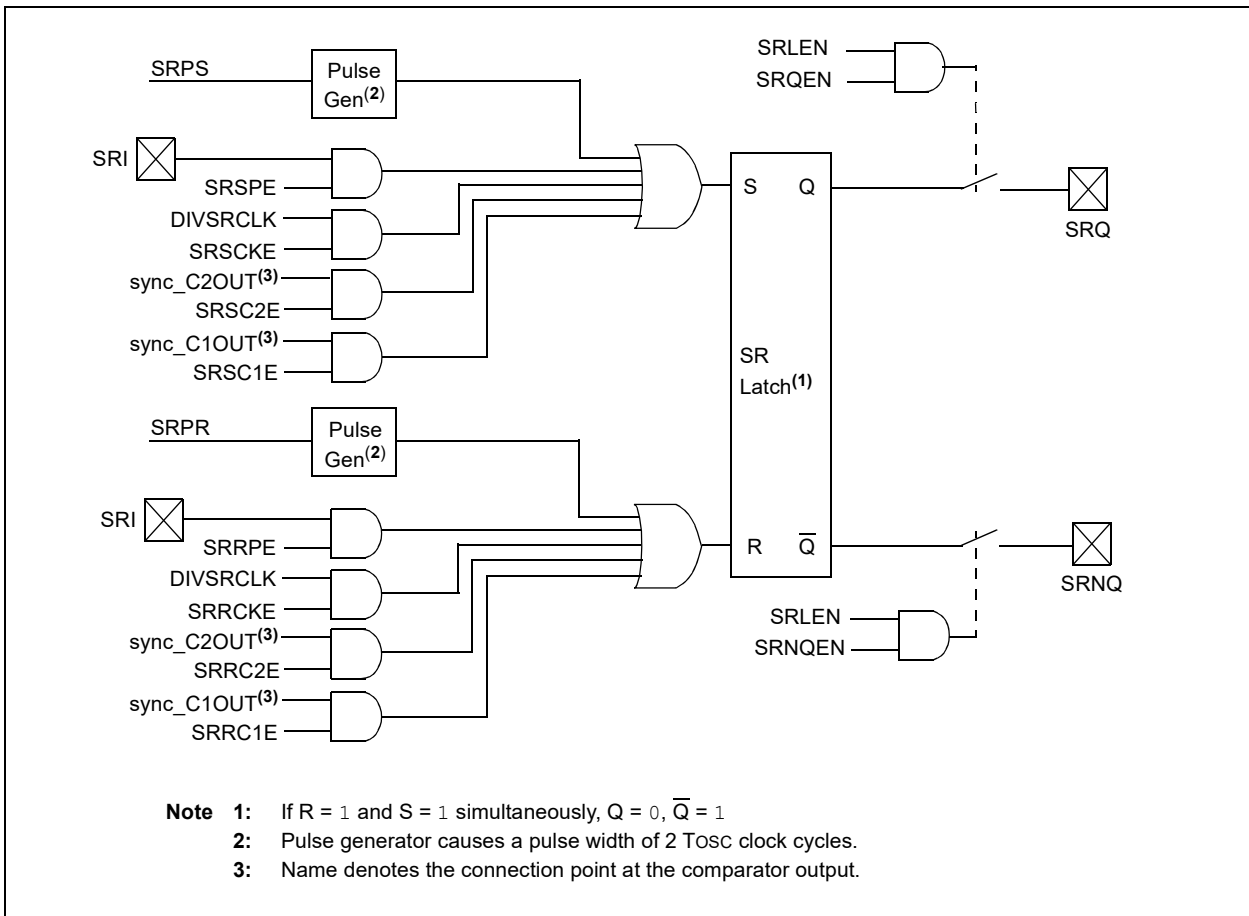 SRPS
Pulse
Gen(2)
SRI
SRSPE
DIVSRCLK
SRSCKE
sync_C2OUT(3)
SRSC2E
sync_C1OUT(3)
SRSC1E
SRPR
Pulse
Gen(2)
SRI
SRRPE
DIVSRCLK
SRRCKE
sync_C2OUT(3)
SRRC2E
sync_C1OUT(3)
SRRC1E
S Q
SR
Latch(1)
R Q̅
SRLEN
SRQEN
SRQ
SRLEN
SRNQEN
SRNQ
Note 1: If R = 1 and S = 1 simultaneously, Q = 0, Q̅ = 1
2: Pulse generator causes a pulse width of 2 TOSC clock cycles.
3: Name denotes the connection point at the comparator output.